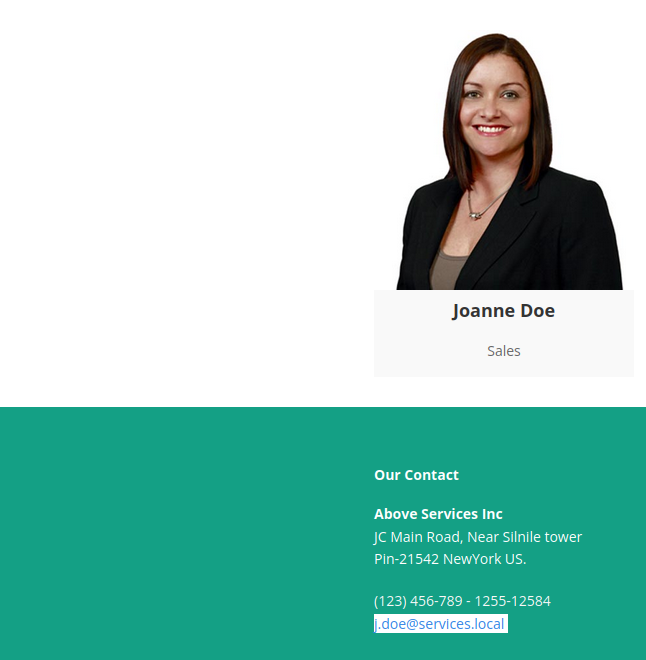 Joanne Doe
Sales
Our Contact
Above Services Inc
JC Main Road, Near Silnile tower
Pin-21542 NewYork US.
(123) 456-789 - 1255-12584
j.doe@services.local